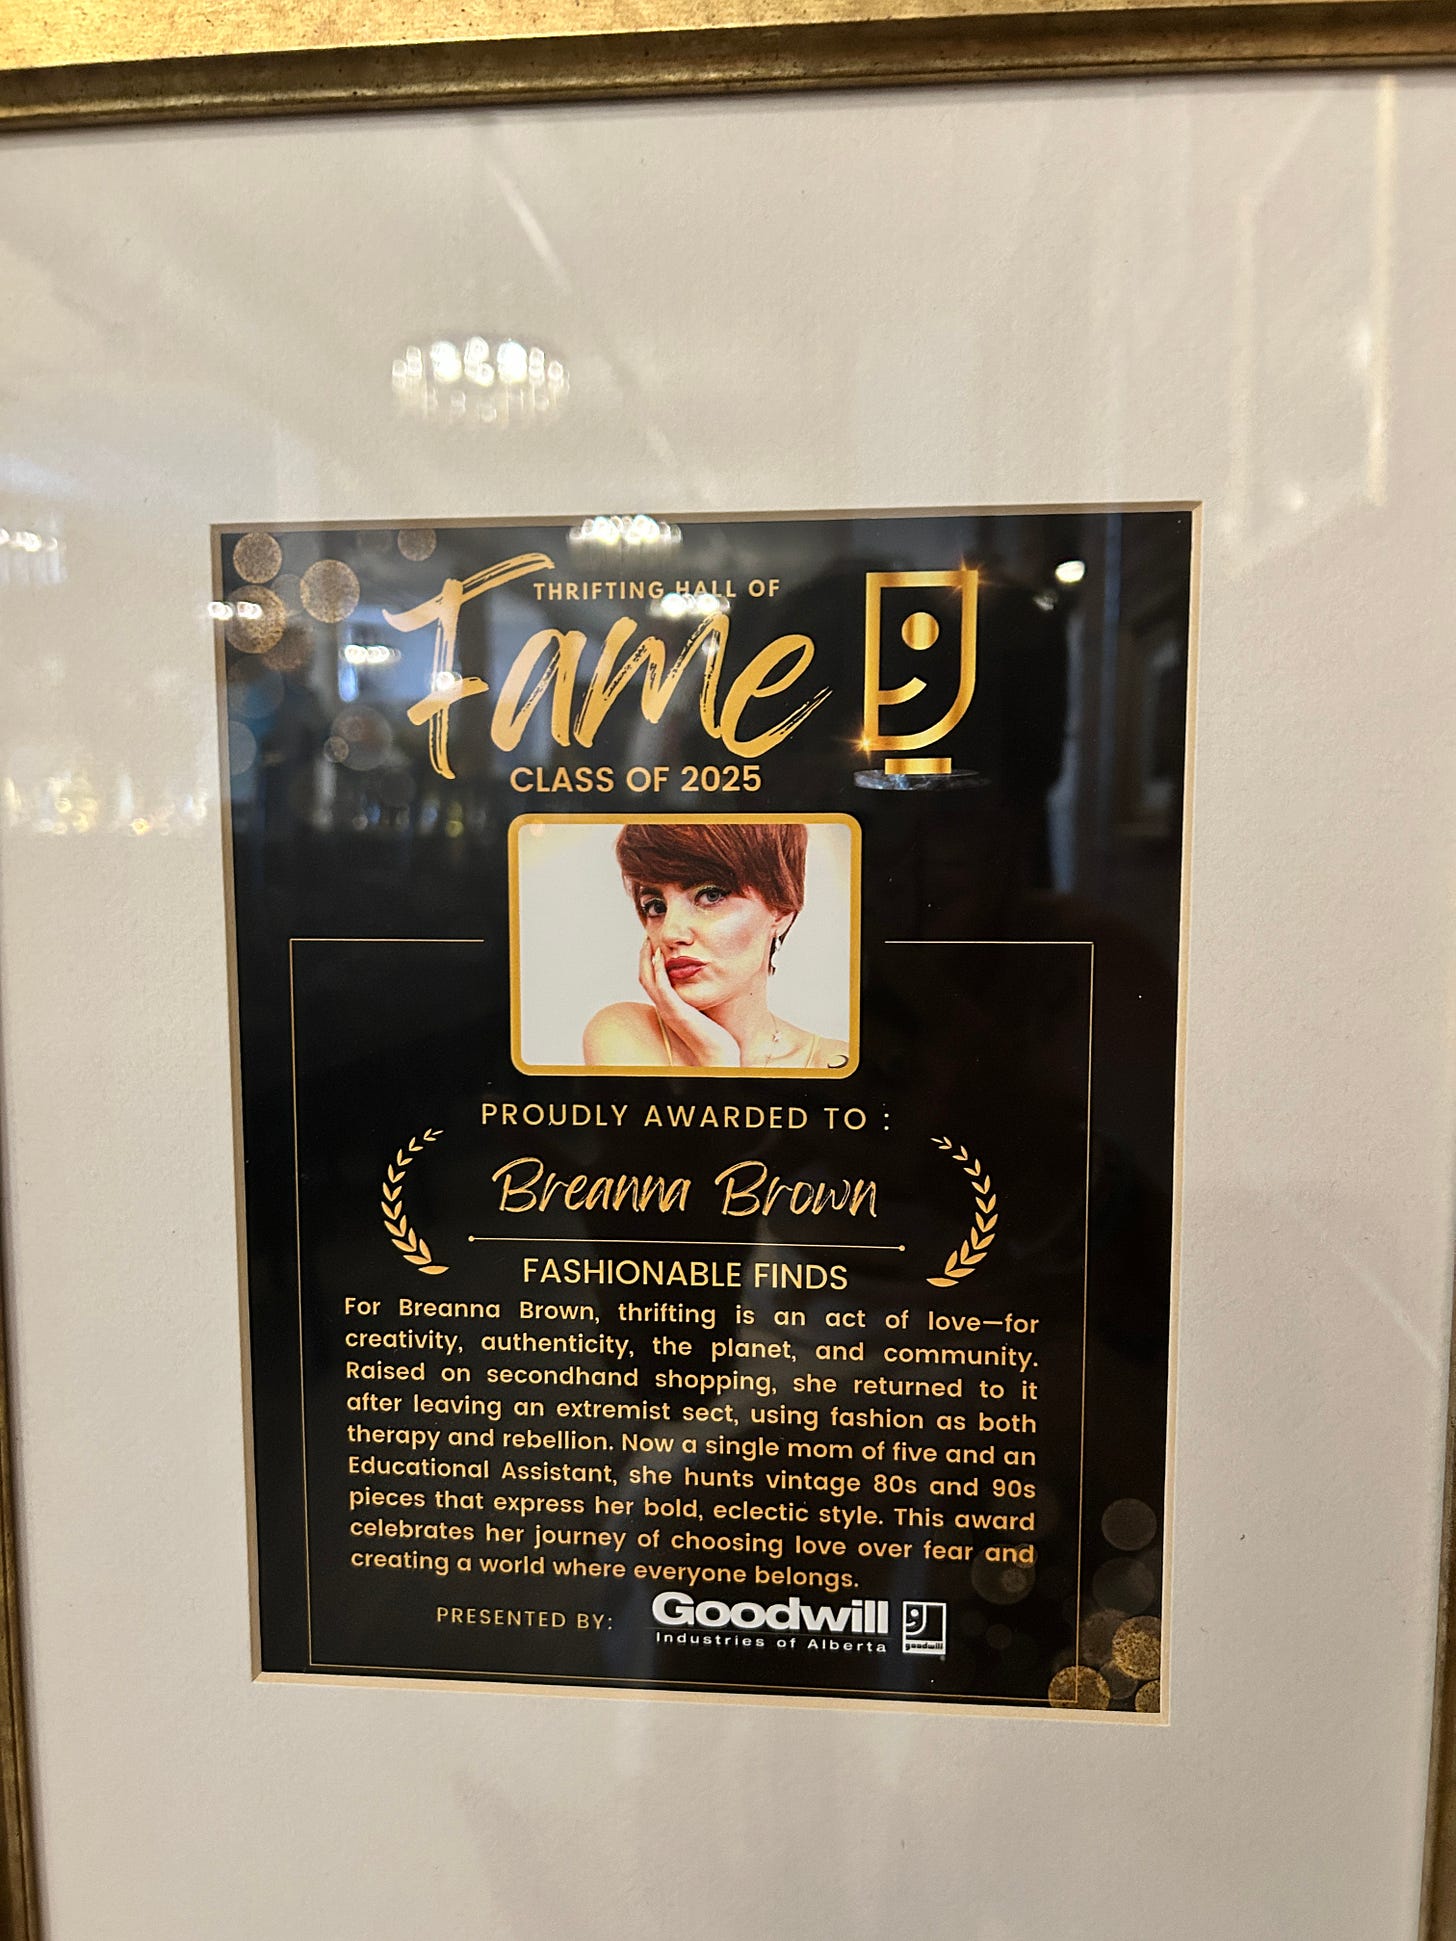 THRIFTING HALL OF
Fame
CLASS OF 2025
PROUDLY AWARDED TO :
Breanna Brown
FASHIONABLE FINDS
For Breanna Brown, thrifting is an act of love—for
creativity, authenticity, the planet, and community.
Raised on secondhand shopping, she returned to it
after leaving an extremist sect, using fashion as both
therapy and rebellion. Now a single mom of five and an
Educational Assistant, she hunts vintage 80s and 90s
pieces that express her bold, eclectic style. This award
celebrates her journey of choosing love over fear and
creating a world where everyone belongs.
PRESENTED BY:
Goodwill
Industries of Alberta
goodwill